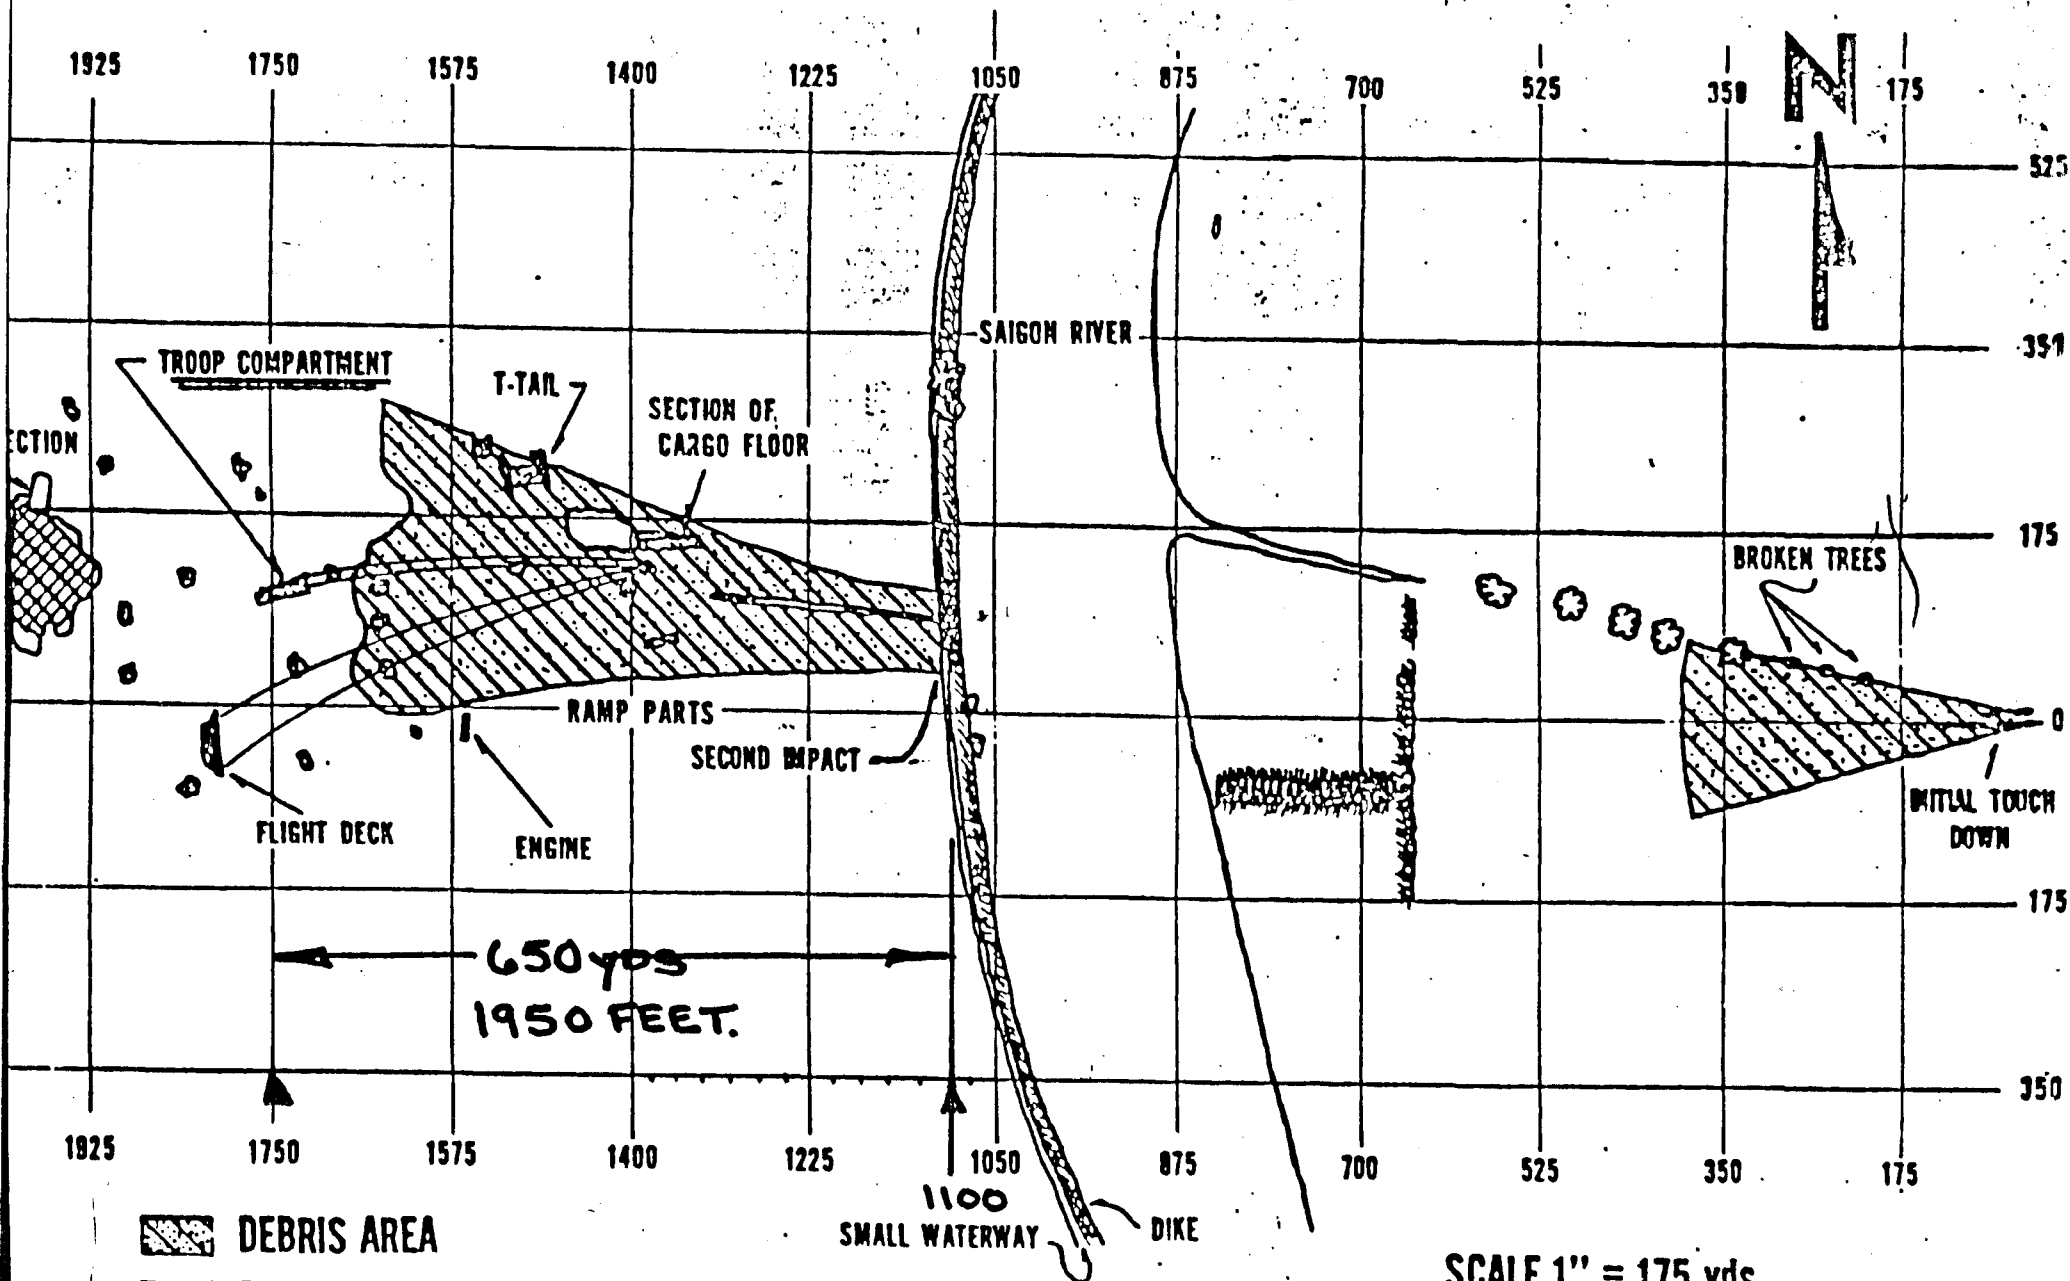 1925 1750 1575 1400 1225 1050 875 700 525 350 175
525
SAIGON RIVER
350
TROOP COMPARTMENT
T-TAIL
SECTION OF
CARGO FLOOR
ECTION
175
BROKEN TREES
0
RAMP PARTS
SECOND IMPACT
INITIAL TOUCH
DOWN
FLIGHT DECK
ENGINE
175
650 yDS
1950 FEET.
350
1925 1750 1575 1400 1225 1050 875 700 525 350 175
1100
SMALL WATERWAY
DIKE
DEBRIS AREA
SCALE 1" = 175 yds